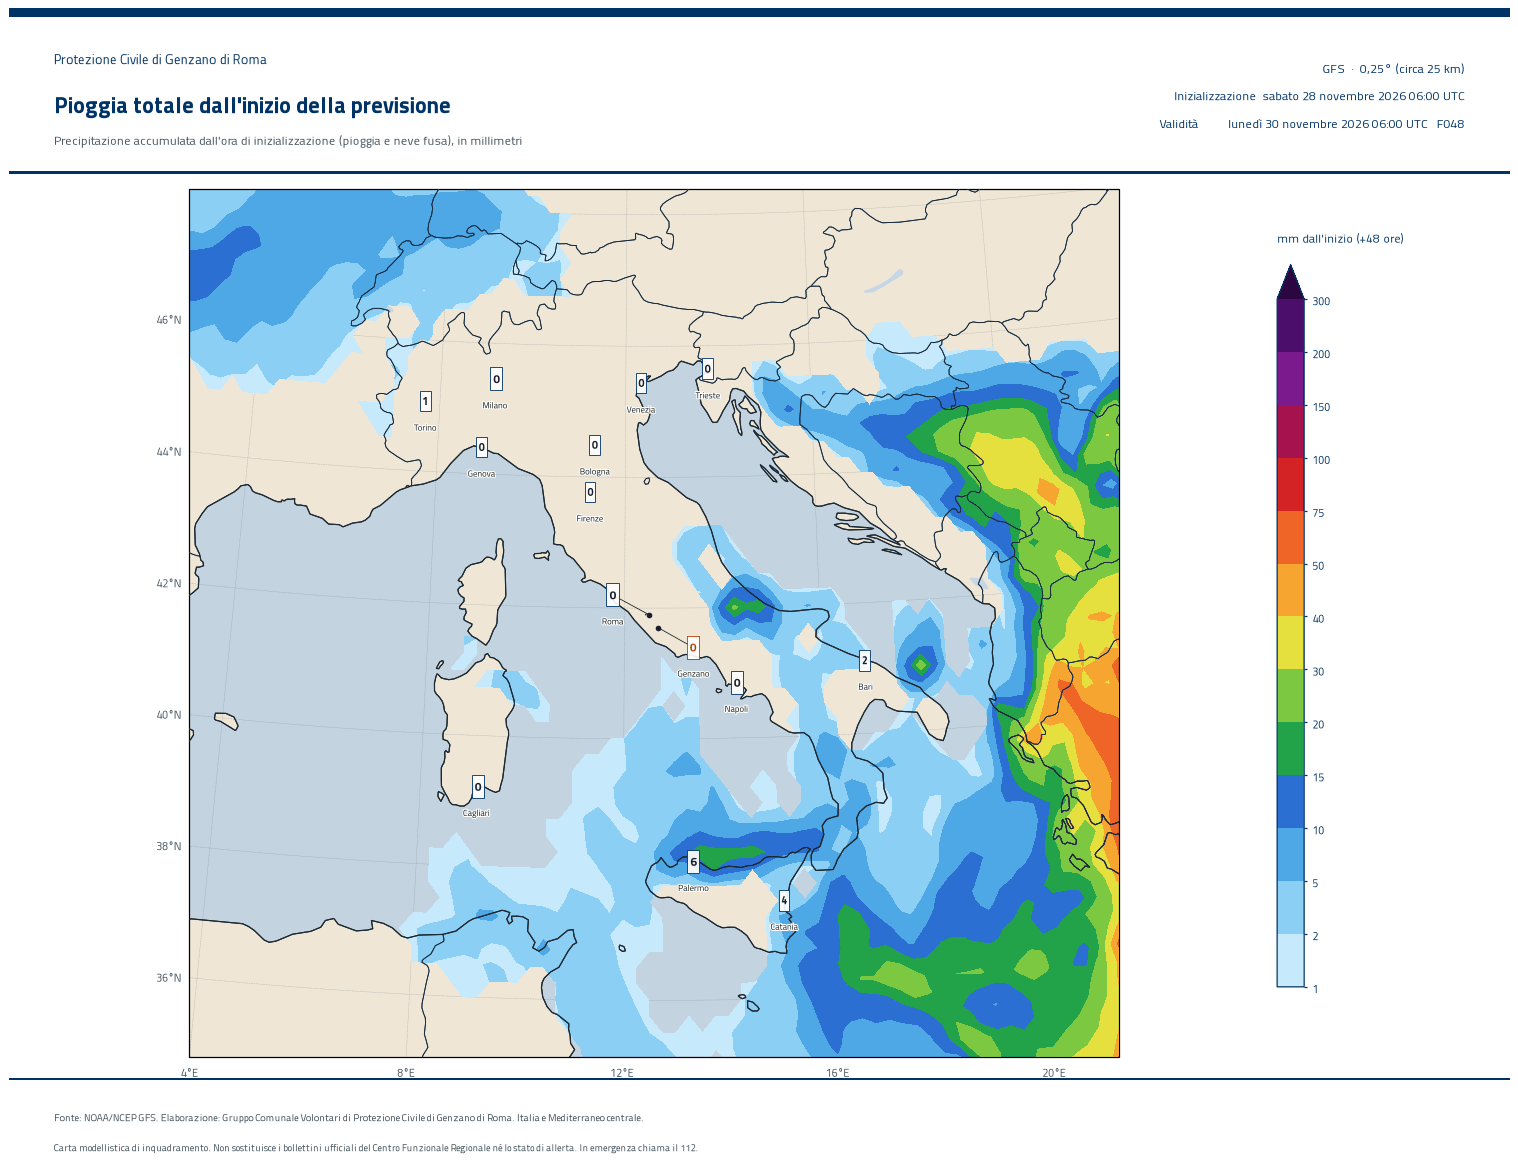 Protezione Civile di Genzano di Roma
Pioggia totale dall'inizio della previsione
Precipitazione accumulata dall'ora di inizializzazione (pioggia e neve fusa), in millimetri
GFS · 0,25° (circa 25 km)
Inizializzazione sabato 28 novembre 2026 06:00 UTC
Validità lunedì 30 novembre 2026 06:00 UTC F048
mm dall'inizio (+48 ore)
300
200
150
100
75
50
40
30
20
15
10
5
2
1
46°N
44°N
42°N
40°N
38°N
36°N
4°E
8°E
12°E
16°E
20°E
0
Milano
1
Torino
0
Venezia
0
Trieste
0
Genova
0
Bologna
0
Firenze
0
Roma
0
Genzano
0
Napoli
2
Bari
0
Cagliari
6
Palermo
4
Catania
Fonte: NOAA/NCEP GFS. Elaborazione: Gruppo Comunale Volontari di Protezione Civile di Genzano di Roma. Italia e Mediterraneo centrale.
Carta modellistica di inquadramento. Non sostituisce i bollettini ufficiali del Centro Funzionale Regionale né lo stato di allerta. In emergenza chiama il 112.